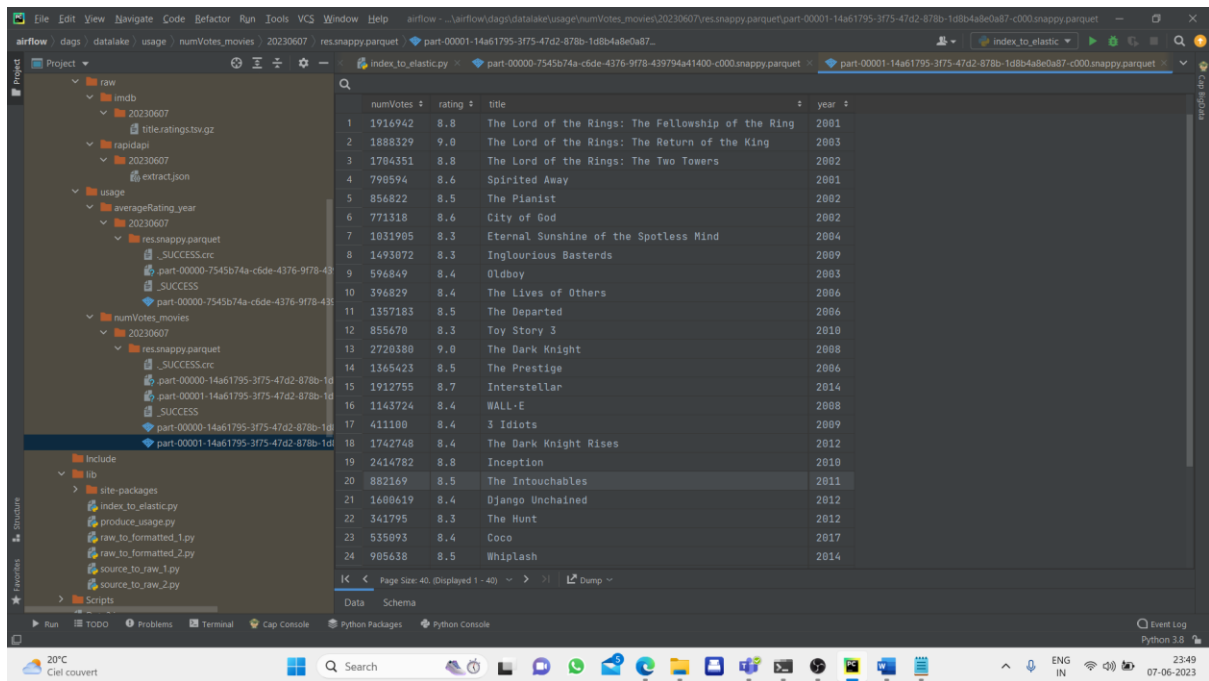 File Edit View Navigate Code Refactor Run Tools VCS Window Help airflow - ...\airflow\dags\datalake\usage\numVotes_movies\20230607\res.snappy.parquet\part-00001-14a61795-3f75-47d2-878b-1d8b4a8e0a87-c000.snappy.parquet
airflow dags datalake usage numVotes_movies 20230607 res.snappy.parquet part-00001-14a61795-3f75-47d2-878b-1d8b4a8e0a87... index_to_elastic
Project index_to_elastic.py part-00000-7545b74a-c6de-4376-9f78-439794a41400-c000.snappy.parquet part-00001-14a61795-3f75-47d2-878b-1d8b4a8e0a87-c000.snappy.parquet
Project
Structure
Favorites
Cap BigData
raw
imdb
20230607
title.ratings.tsv.gz
rapidapi
20230607
extract.json
usage
averageRating_year
20230607
res.snappy.parquet
._SUCCESS.crc
.part-00000-7545b74a-c6de-4376-9f78-43
_SUCCESS
part-00000-7545b74a-c6de-4376-9f78-439
numVotes_movies
20230607
res.snappy.parquet
._SUCCESS.crc
.part-00000-14a61795-3f75-47d2-878b-1d
.part-00001-14a61795-3f75-47d2-878b-1d
_SUCCESS
part-00000-14a61795-3f75-47d2-878b-1d
part-00001-14a61795-3f75-47d2-878b-1d
Include
lib
site-packages
index_to_elastic.py
produce_usage.py
raw_to_formatted_1.py
raw_to_formatted_2.py
source_to_raw_1.py
source_to_raw_2.py
Scripts
numVotes rating title year
1 1916942 8.8 The Lord of the Rings: The Fellowship of the Ring 2001
2 1888329 9.0 The Lord of the Rings: The Return of the King 2003
3 1704351 8.8 The Lord of the Rings: The Two Towers 2002
4 790594 8.6 Spirited Away 2001
5 856822 8.5 The Pianist 2002
6 771318 8.6 City of God 2002
7 1031905 8.3 Eternal Sunshine of the Spotless Mind 2004
8 1493072 8.3 Inglourious Basterds 2009
9 596849 8.4 Oldboy 2003
10 396829 8.4 The Lives of Others 2006
11 1357183 8.5 The Departed 2006
12 855670 8.3 Toy Story 3 2010
13 2720380 9.0 The Dark Knight 2008
14 1365423 8.5 The Prestige 2006
15 1912755 8.7 Interstellar 2014
16 1143724 8.4 WALL·E 2008
17 411100 8.4 3 Idiots 2009
18 1742748 8.4 The Dark Knight Rises 2012
19 2414782 8.8 Inception 2010
20 882169 8.5 The Intouchables 2011
21 1600619 8.4 Django Unchained 2012
22 341795 8.3 The Hunt 2012
23 535093 8.4 Coco 2017
24 905638 8.5 Whiplash 2014
Page Size: 40. (Displayed 1 - 40) Dump
Data Schema
Run TODO Problems Terminal Cap Console Python Packages Python Console Event Log
Python 3.8
20°C
Ciel couvert
Search
ENG
IN
23:49
07-06-2023